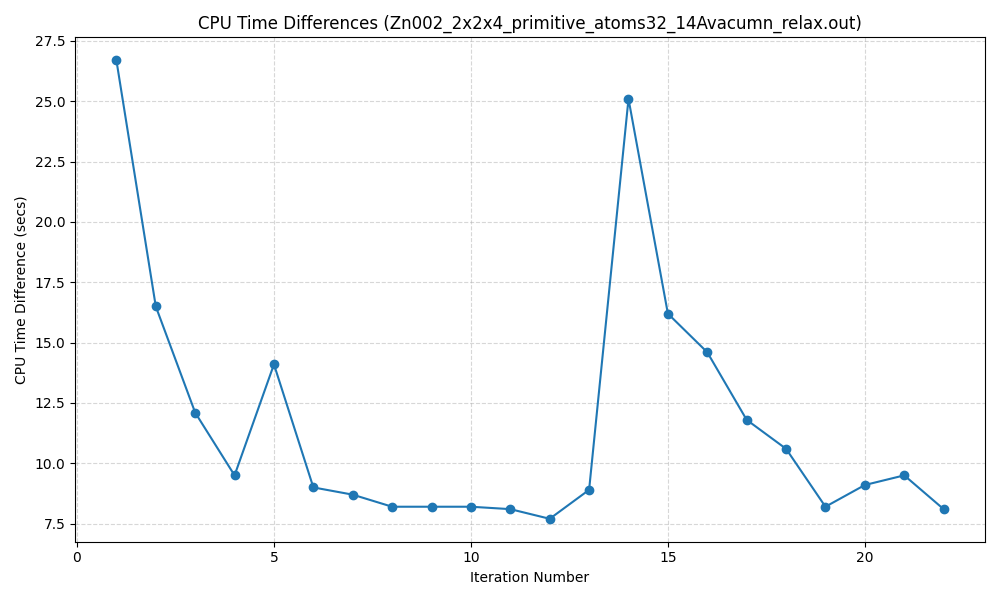 CPU Time Differences (Zn002_2x2x4_primitive_atoms32_14Avacumn_relax.out)
27.5
25.0
22.5
20.0
17.5
15.0
12.5
10.0
7.5
CPU Time Difference (secs)
0 5 10 15 20
Iteration Number